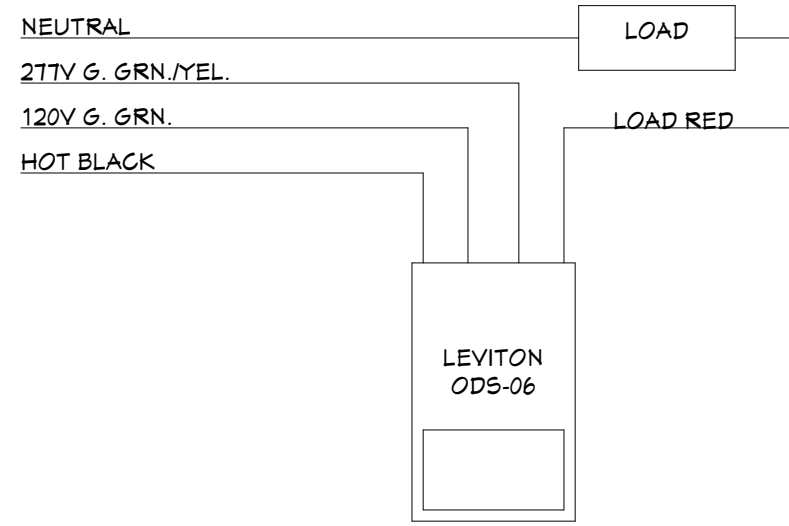 NEUTRAL
LOAD
277V G. GRN./YEL.
120V G. GRN.
LOAD RED
HOT BLACK
LEVITON
ODS-06